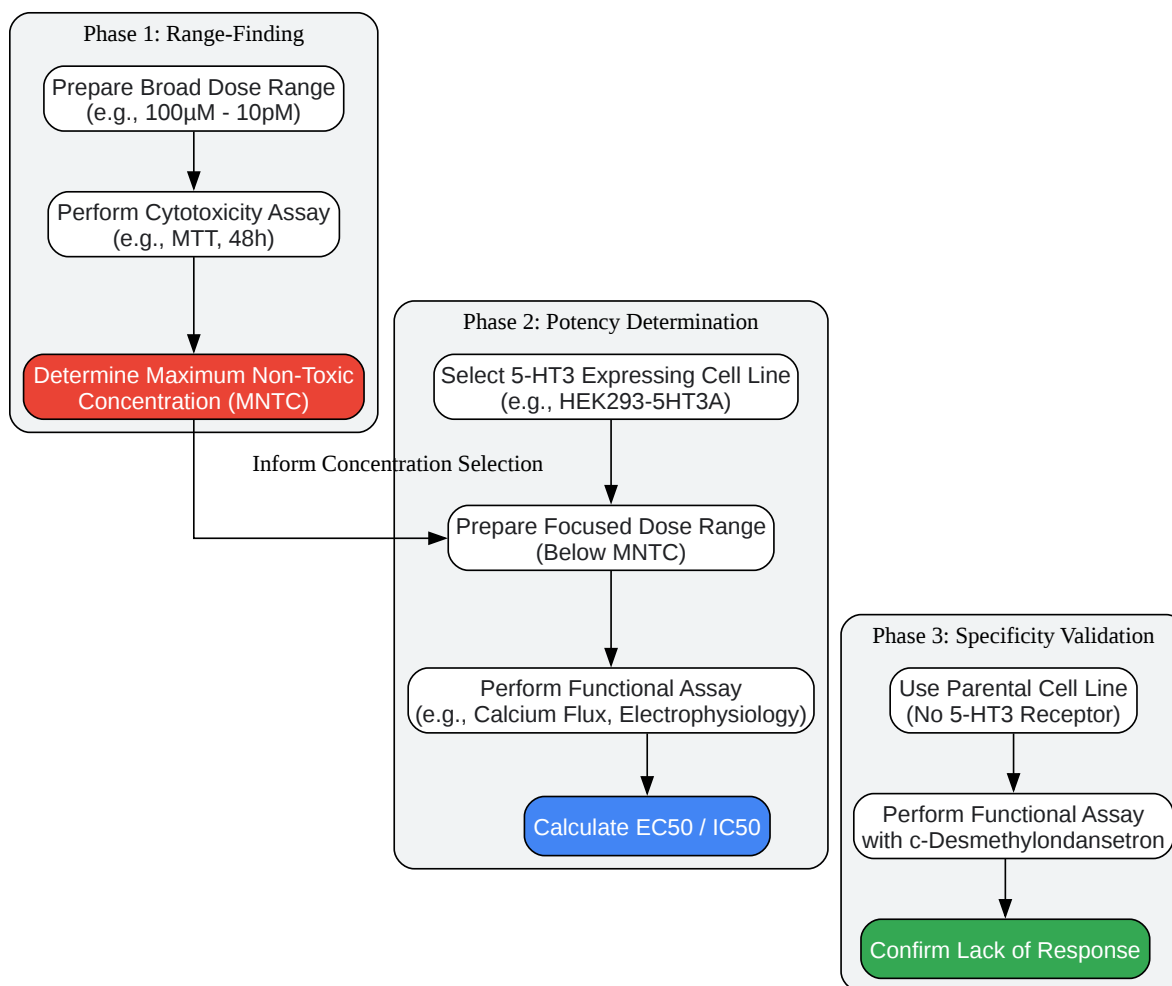 Phase 1: Range-Finding
Prepare Broad Dose Range
(e.g., 100µM - 10pM)
Perform Cytotoxicity Assay
(e.g., MTT, 48h)
Determine Maximum Non-Toxic
Concentration (MNTC)
Inform Concentration Selection
Phase 2: Potency Determination
Select 5-HT3 Expressing Cell Line
(e.g., HEK293-5HT3A)
Prepare Focused Dose Range
(Below MNTC)
Perform Functional Assay
(e.g., Calcium Flux, Electrophysiology)
Calculate EC50 / IC50
Phase 3: Specificity Validation
Use Parental Cell Line
(No 5-HT3 Receptor)
Perform Functional Assay
with c-Desmethylondansetron
Confirm Lack of Response